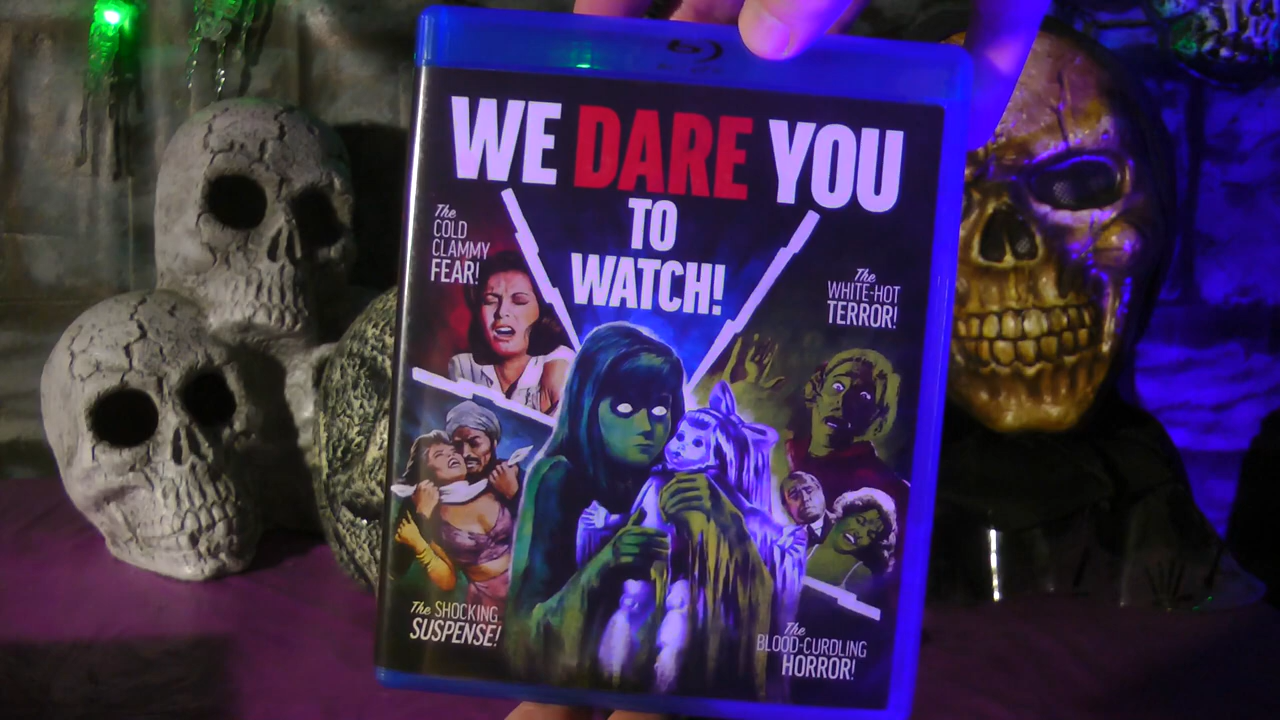 WE DARE YOU
TO
WATCH!
The
COLD
CLAMMY
FEAR!
The
WHITE-HOT
TERROR!
The SHOCKING
SUSPENSE!
The
BLOOD-CURDLING
HORROR!